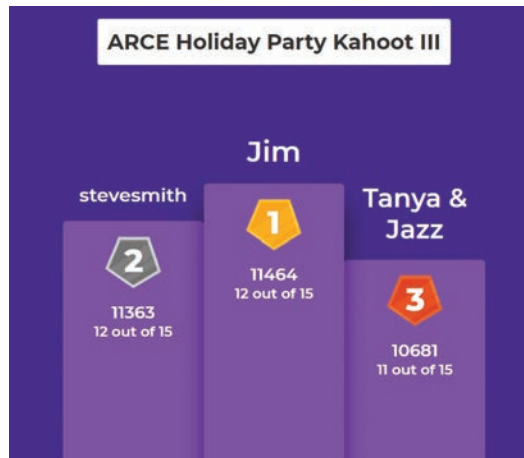 ARCE Holiday Party Kahoot III
Jim
stevesmith
Tanya &
Jazz
1
11464
12 out of 15
2
11363
12 out of 15
3
10681
11 out of 15